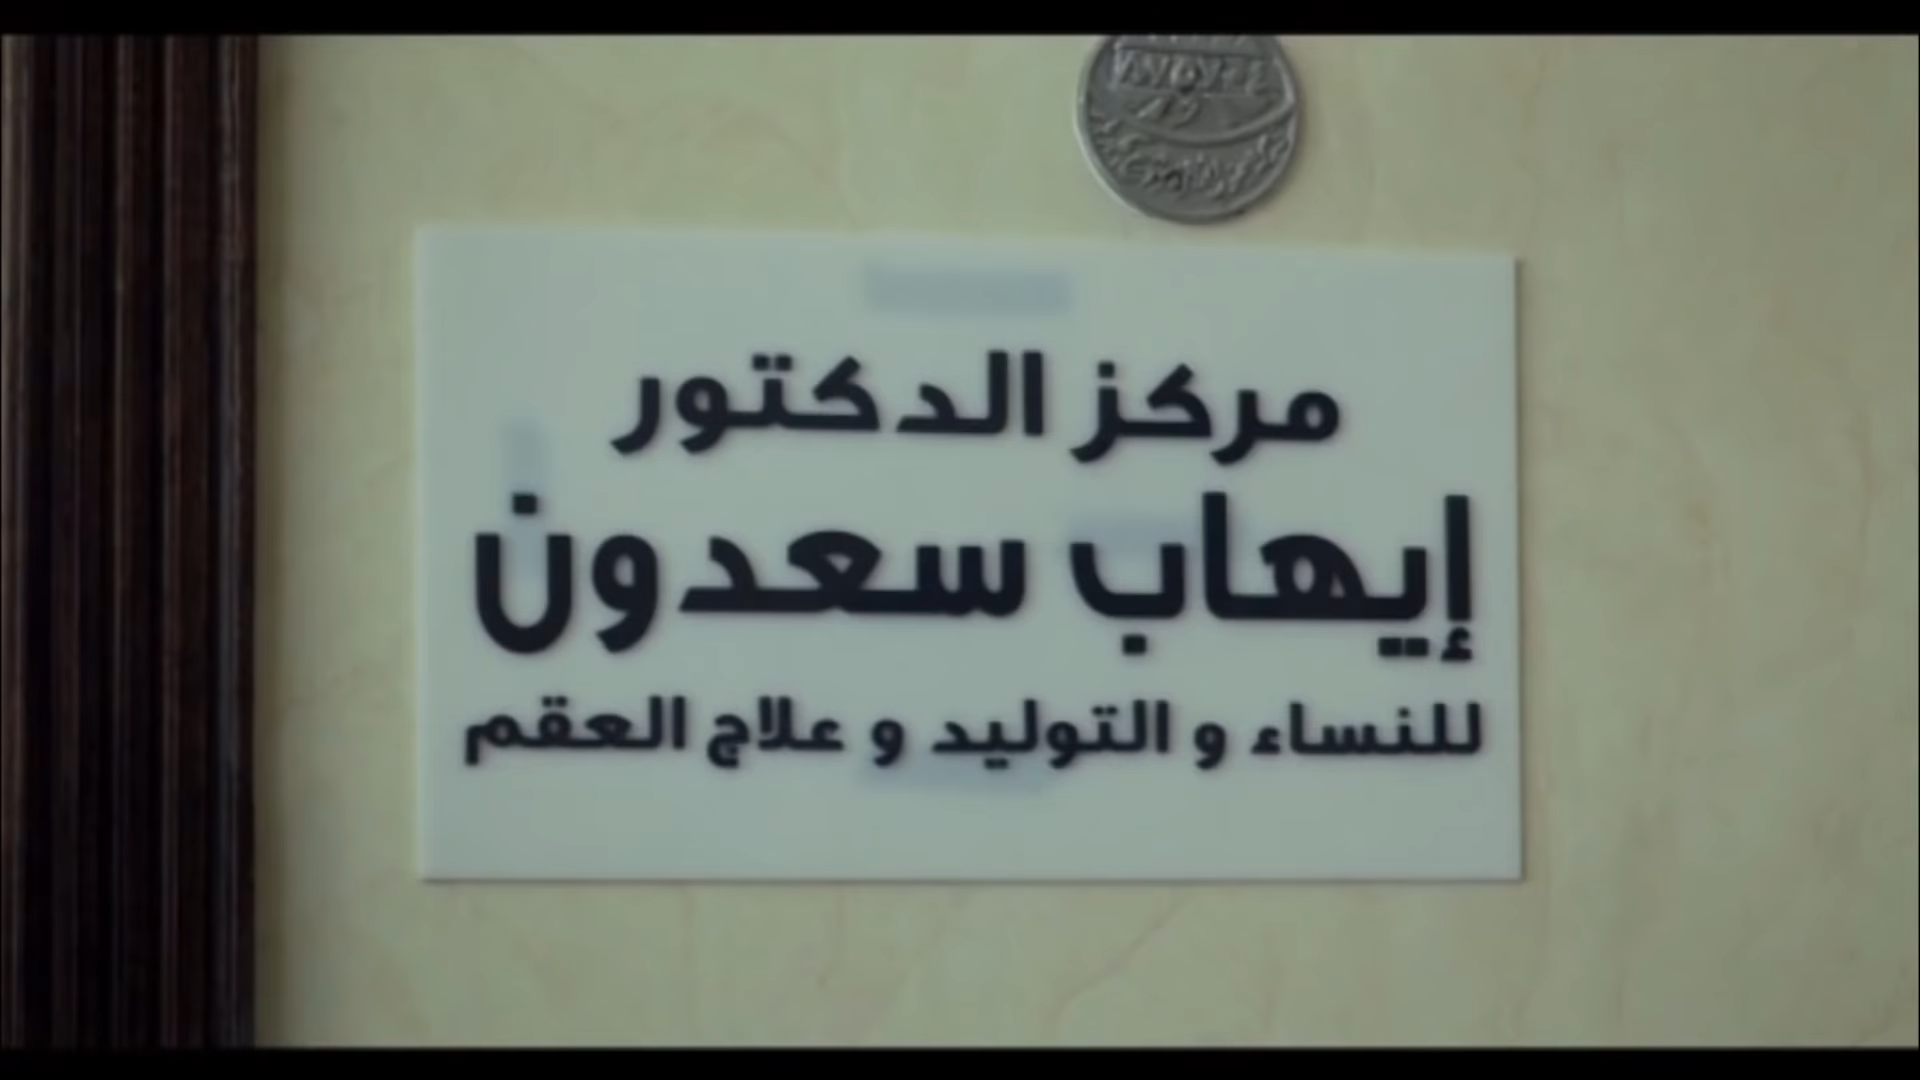 مركز الدكتور
إيهاب سعدون
للنساء و التوليد و علاج العقم